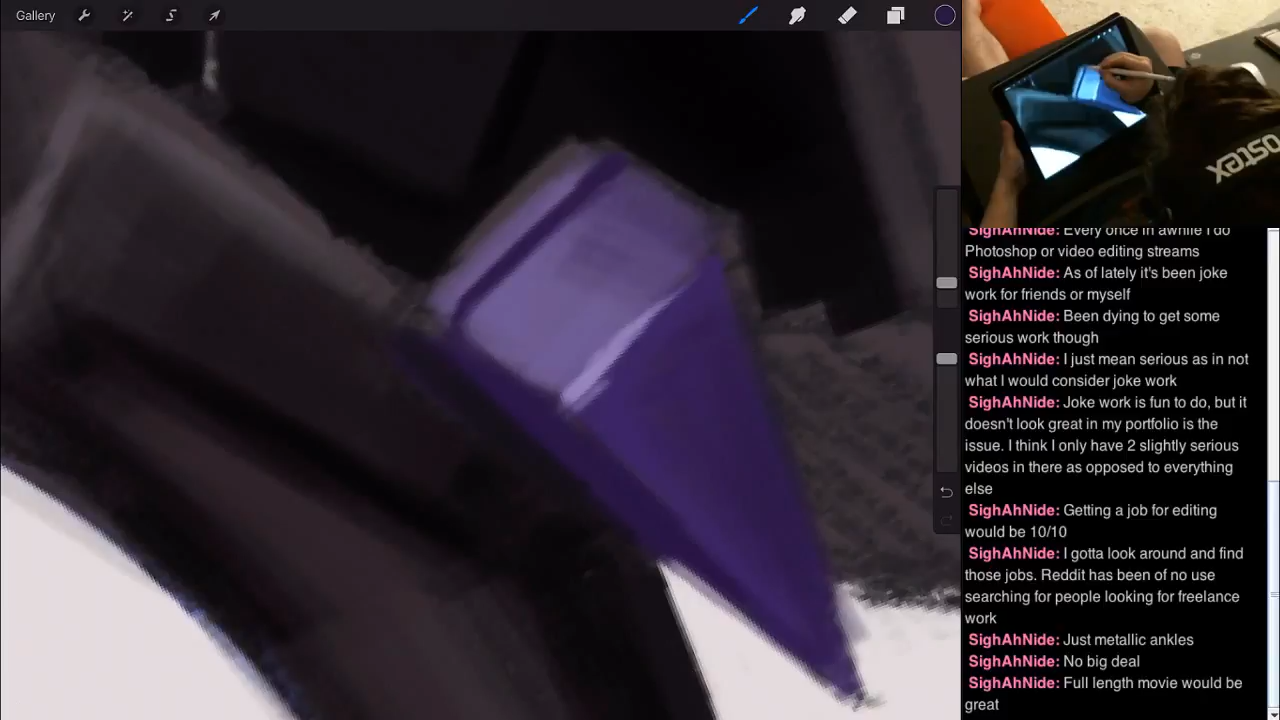 Gallery
OSTEX
SighAhNide: Every once in awhile I do
Photoshop or video editing streams
SighAhNide: As of lately it's been joke
work for friends or myself
SighAhNide: Been dying to get some
serious work though
SighAhNide: I just mean serious as in not
what I would consider joke work
SighAhNide: Joke work is fun to do, but it
doesn't look great in my portfolio is the
issue. I think I only have 2 slightly serious
videos in there as opposed to everything
else
SighAhNide: Getting a job for editing
would be 10/10
SighAhNide: I gotta look around and find
those jobs. Reddit has been of no use
searching for people looking for freelance
work
SighAhNide: Just metallic ankles
SighAhNide: No big deal
SighAhNide: Full length movie would be
great